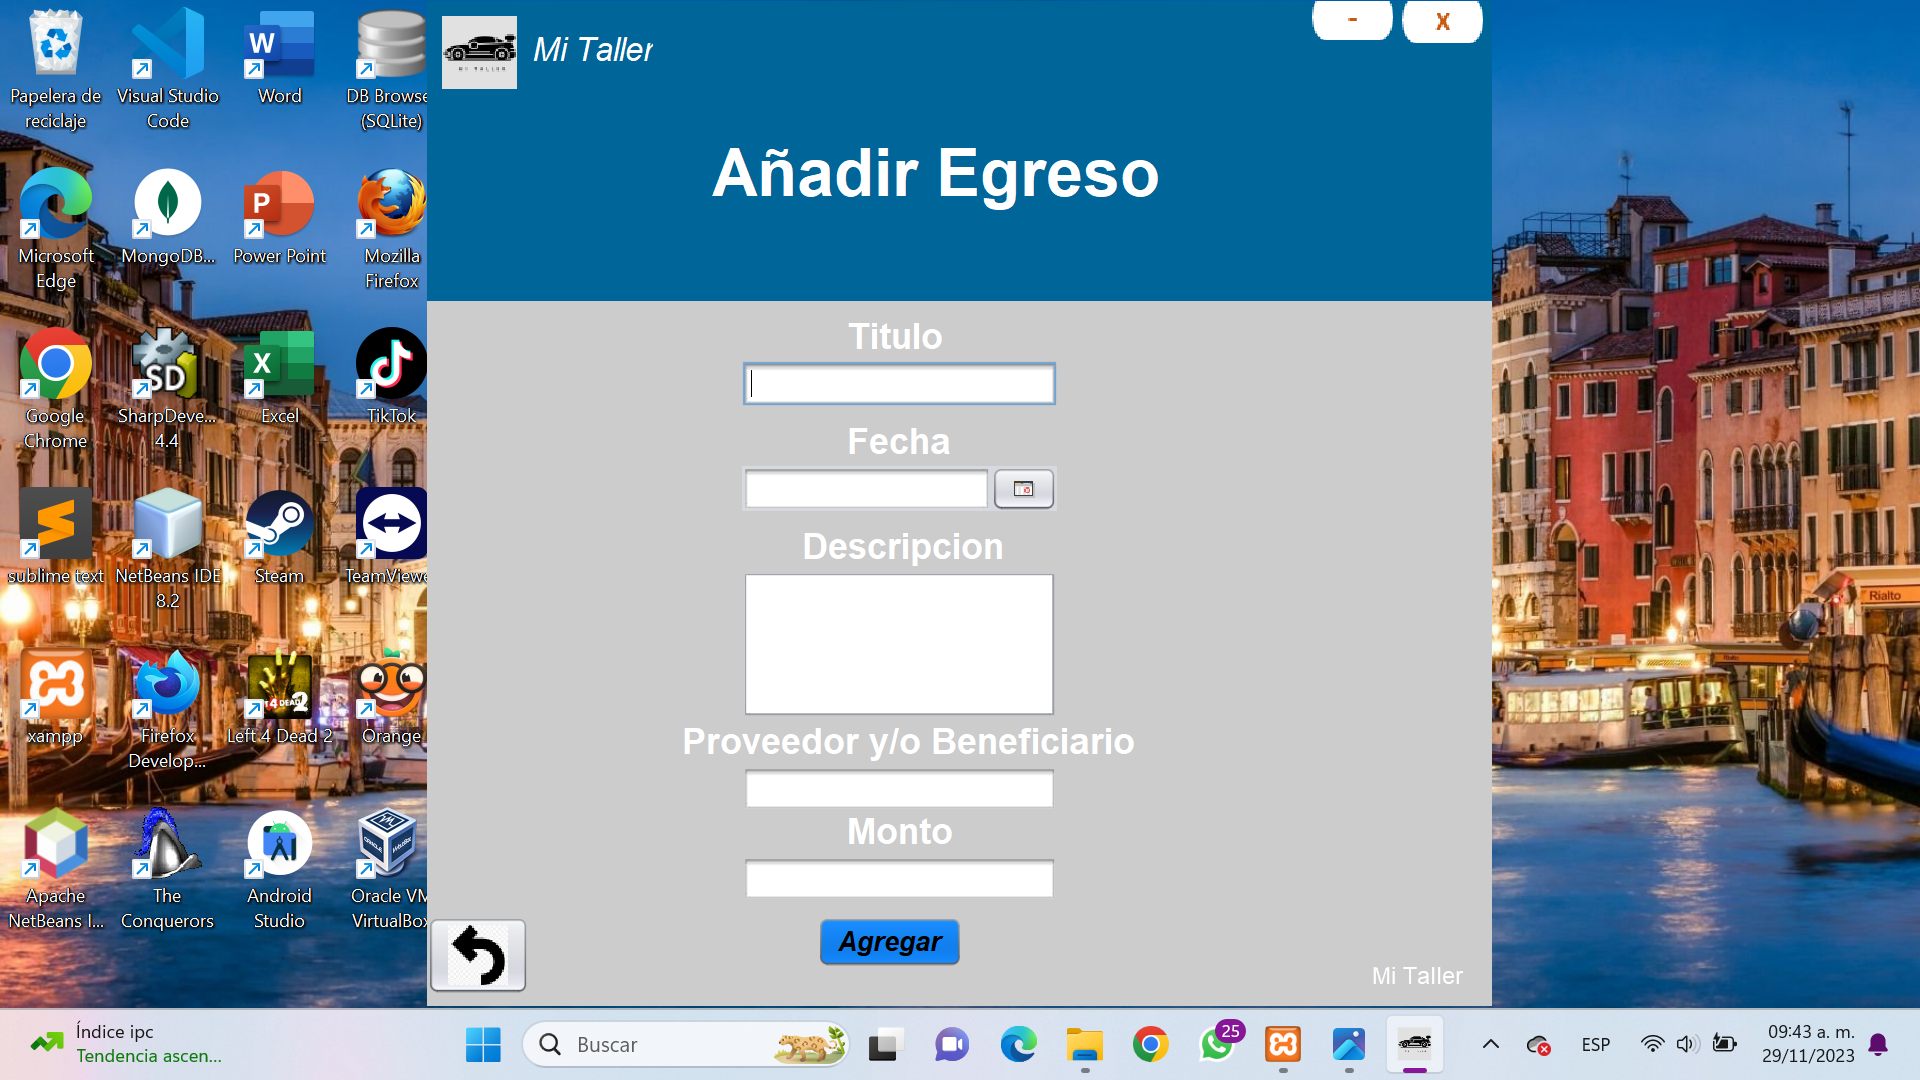 Papelera de
reciclaje
Visual Studio
Code
Word
DB Browse
(SQLite)
Microsoft
Edge
MongoDB...
Power Point
Mozilla
Firefox
Google
Chrome
SharpDeve...
4.4
Excel
TikTok
sublime text
NetBeans IDE
8.2
Steam
TeamViewe
xampp
Firefox
Develop...
Left 4 Dead 2
Orange
Apache
NetBeans I...
The
Conquerors
Android
Studio
Oracle VM
VirtualBox
Mi Taller
-
X
Añadir Egreso
Titulo
Fecha
Descripcion
Proveedor y/o Beneficiario
Monto
Agregar
Mi Taller
Rialto
Índice ipc
Tendencia ascen...
Buscar
25
ESP
09:43 a. m.
29/11/2023